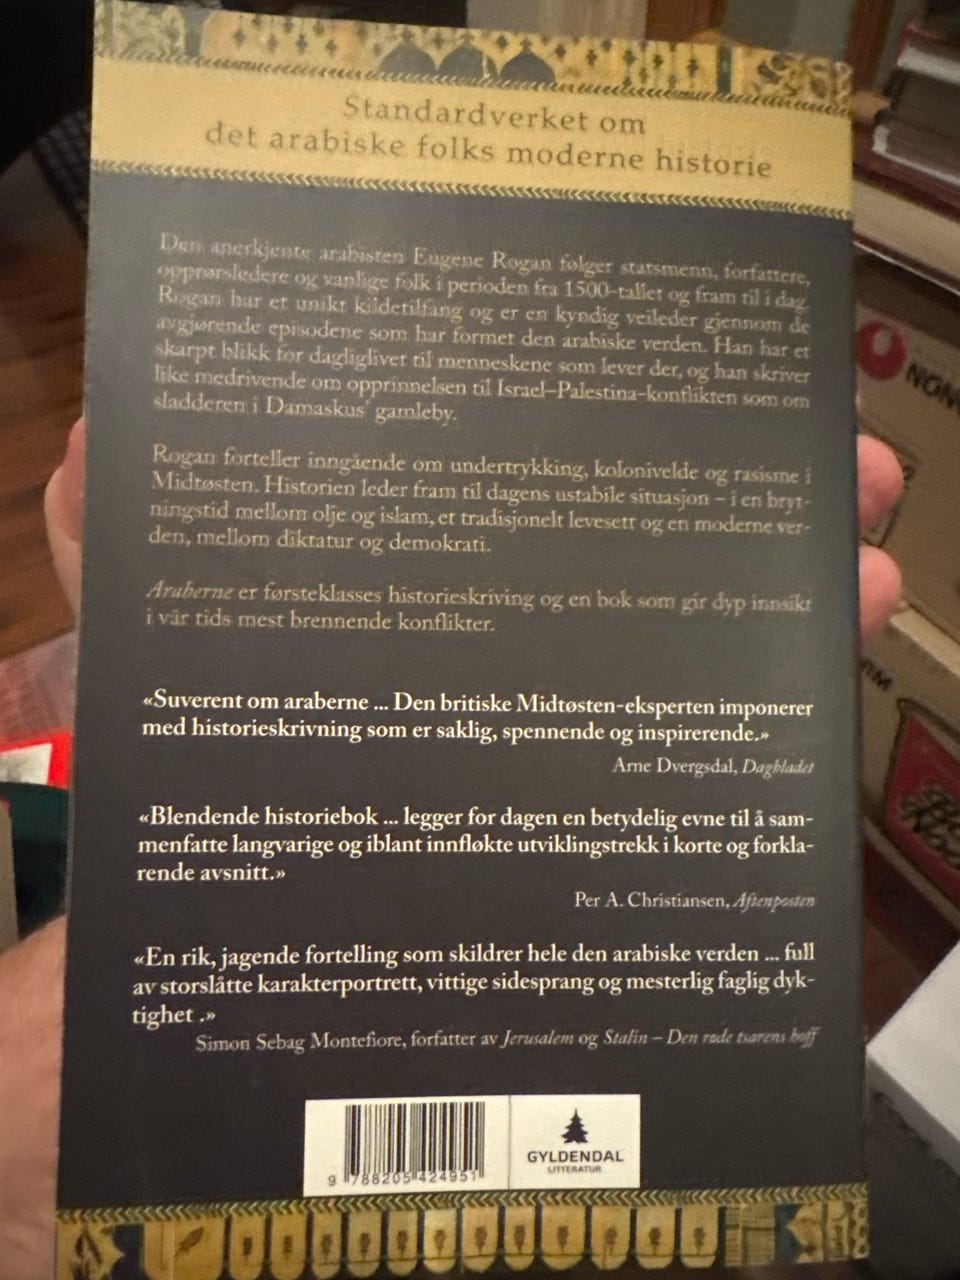 Standardverket om
det arabiske folks moderne historie
Den anerkjente arabisten Eugene Rogan følger statsmenn, forfattere,
opprørsledere og vanlige folk i perioden fra 1500-tallet og fram til i dag.
Rogan har et unikt kildetilfang og er en kyndig veileder gjennom de
avgjørende episodene som har formet den arabiske verden. Han har et
skarpt blikk for dagliglivet til menneskene som lever der, og han skriver
like medrivende om opprinnelsen til Israel–Palestina-konflikten som om
sladderen i Damaskus' gamleby.
Rogan forteller inngående om undertrykking, kolonivelde og rasisme i
Midtøsten. Historien leder fram til dagens ustabile situasjon – i en bryt-
ningstid mellom olje og islam, et tradisjonelt levesett og en moderne ver-
den, mellom diktatur og demokrati.
Araberne er førsteklasses historieskriving og en bok som gir dyp innsikt
i vår tids mest brennende konflikter.
«Suverent om araberne ... Den britiske Midtøsten-eksperten imponerer
med historieskrivning som er saklig, spennende og inspirerende.»
Arne Dvergsdal, Dagbladet
«Blendende historiebok ... legger for dagen en betydelig evne til å sam-
menfatte langvarige og iblant innfløkte utviklingstrekk i korte og forkla-
rende avsnitt.»
Per A. Christiansen, Aftenposten
«En rik, jagende fortelling som skildrer hele den arabiske verden ... full
av storslåtte karakterportrett, vittige sidesprang og mesterlig faglig dyk-
tighet .»
Simon Sebag Montefiore, forfatter av Jerusalem og Stalin – Den røde tsarens hoff
9 788205 424951
GYLDENDAL
LITTERATUR